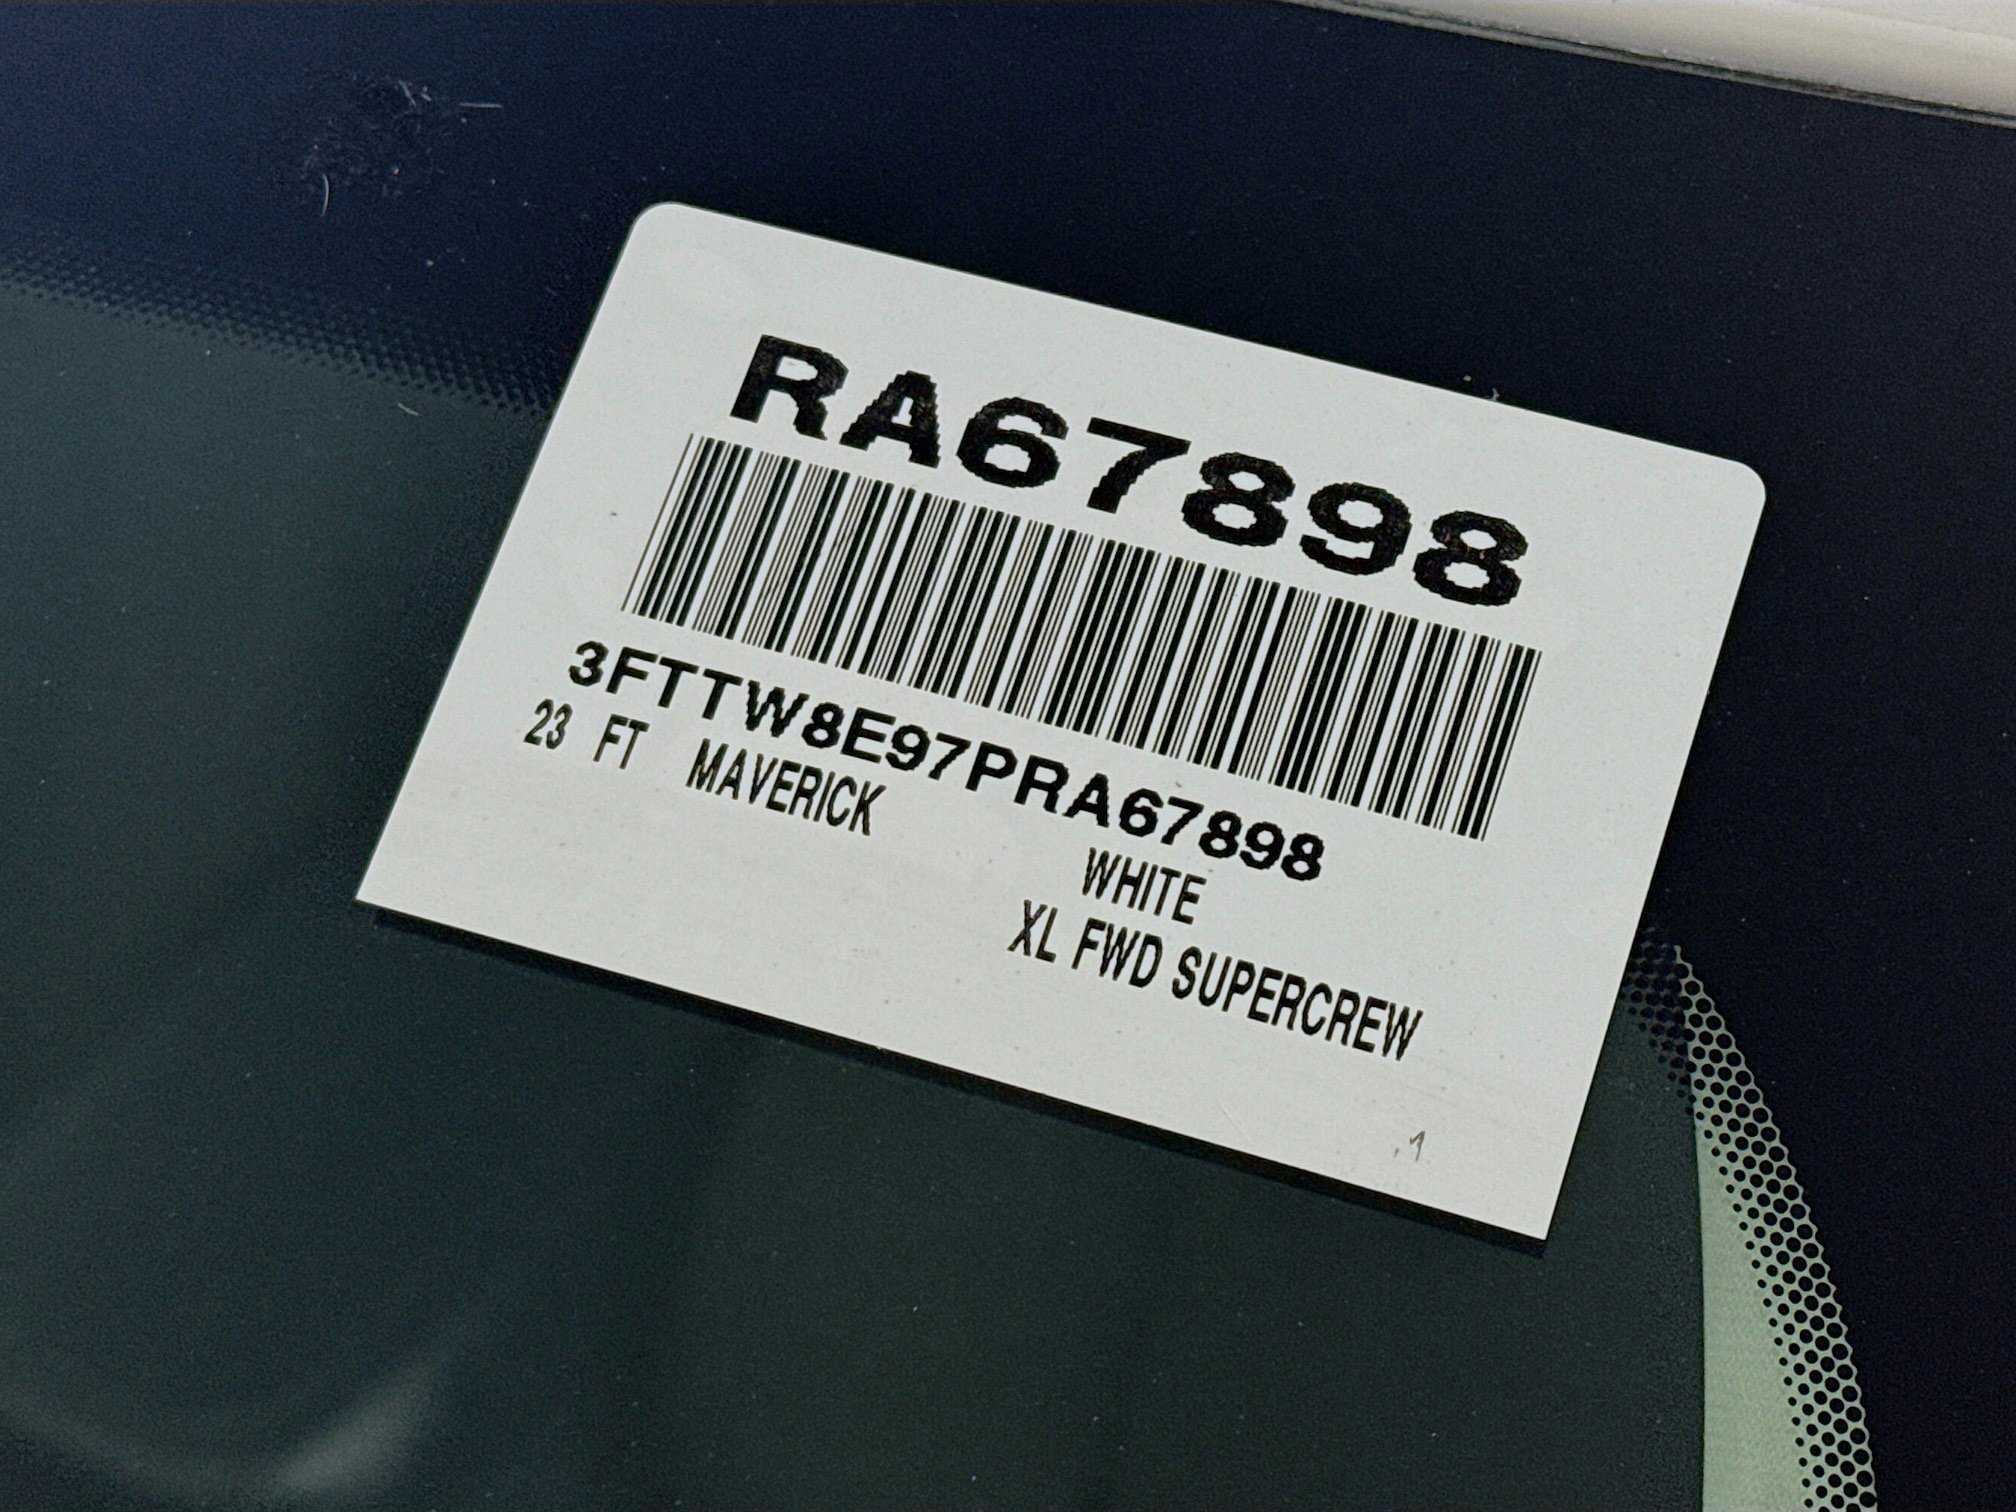 RA67898
3FTTW8E97PRA67898
23 FT MAVERICK
WHITE
XL FWD SUPERCREW